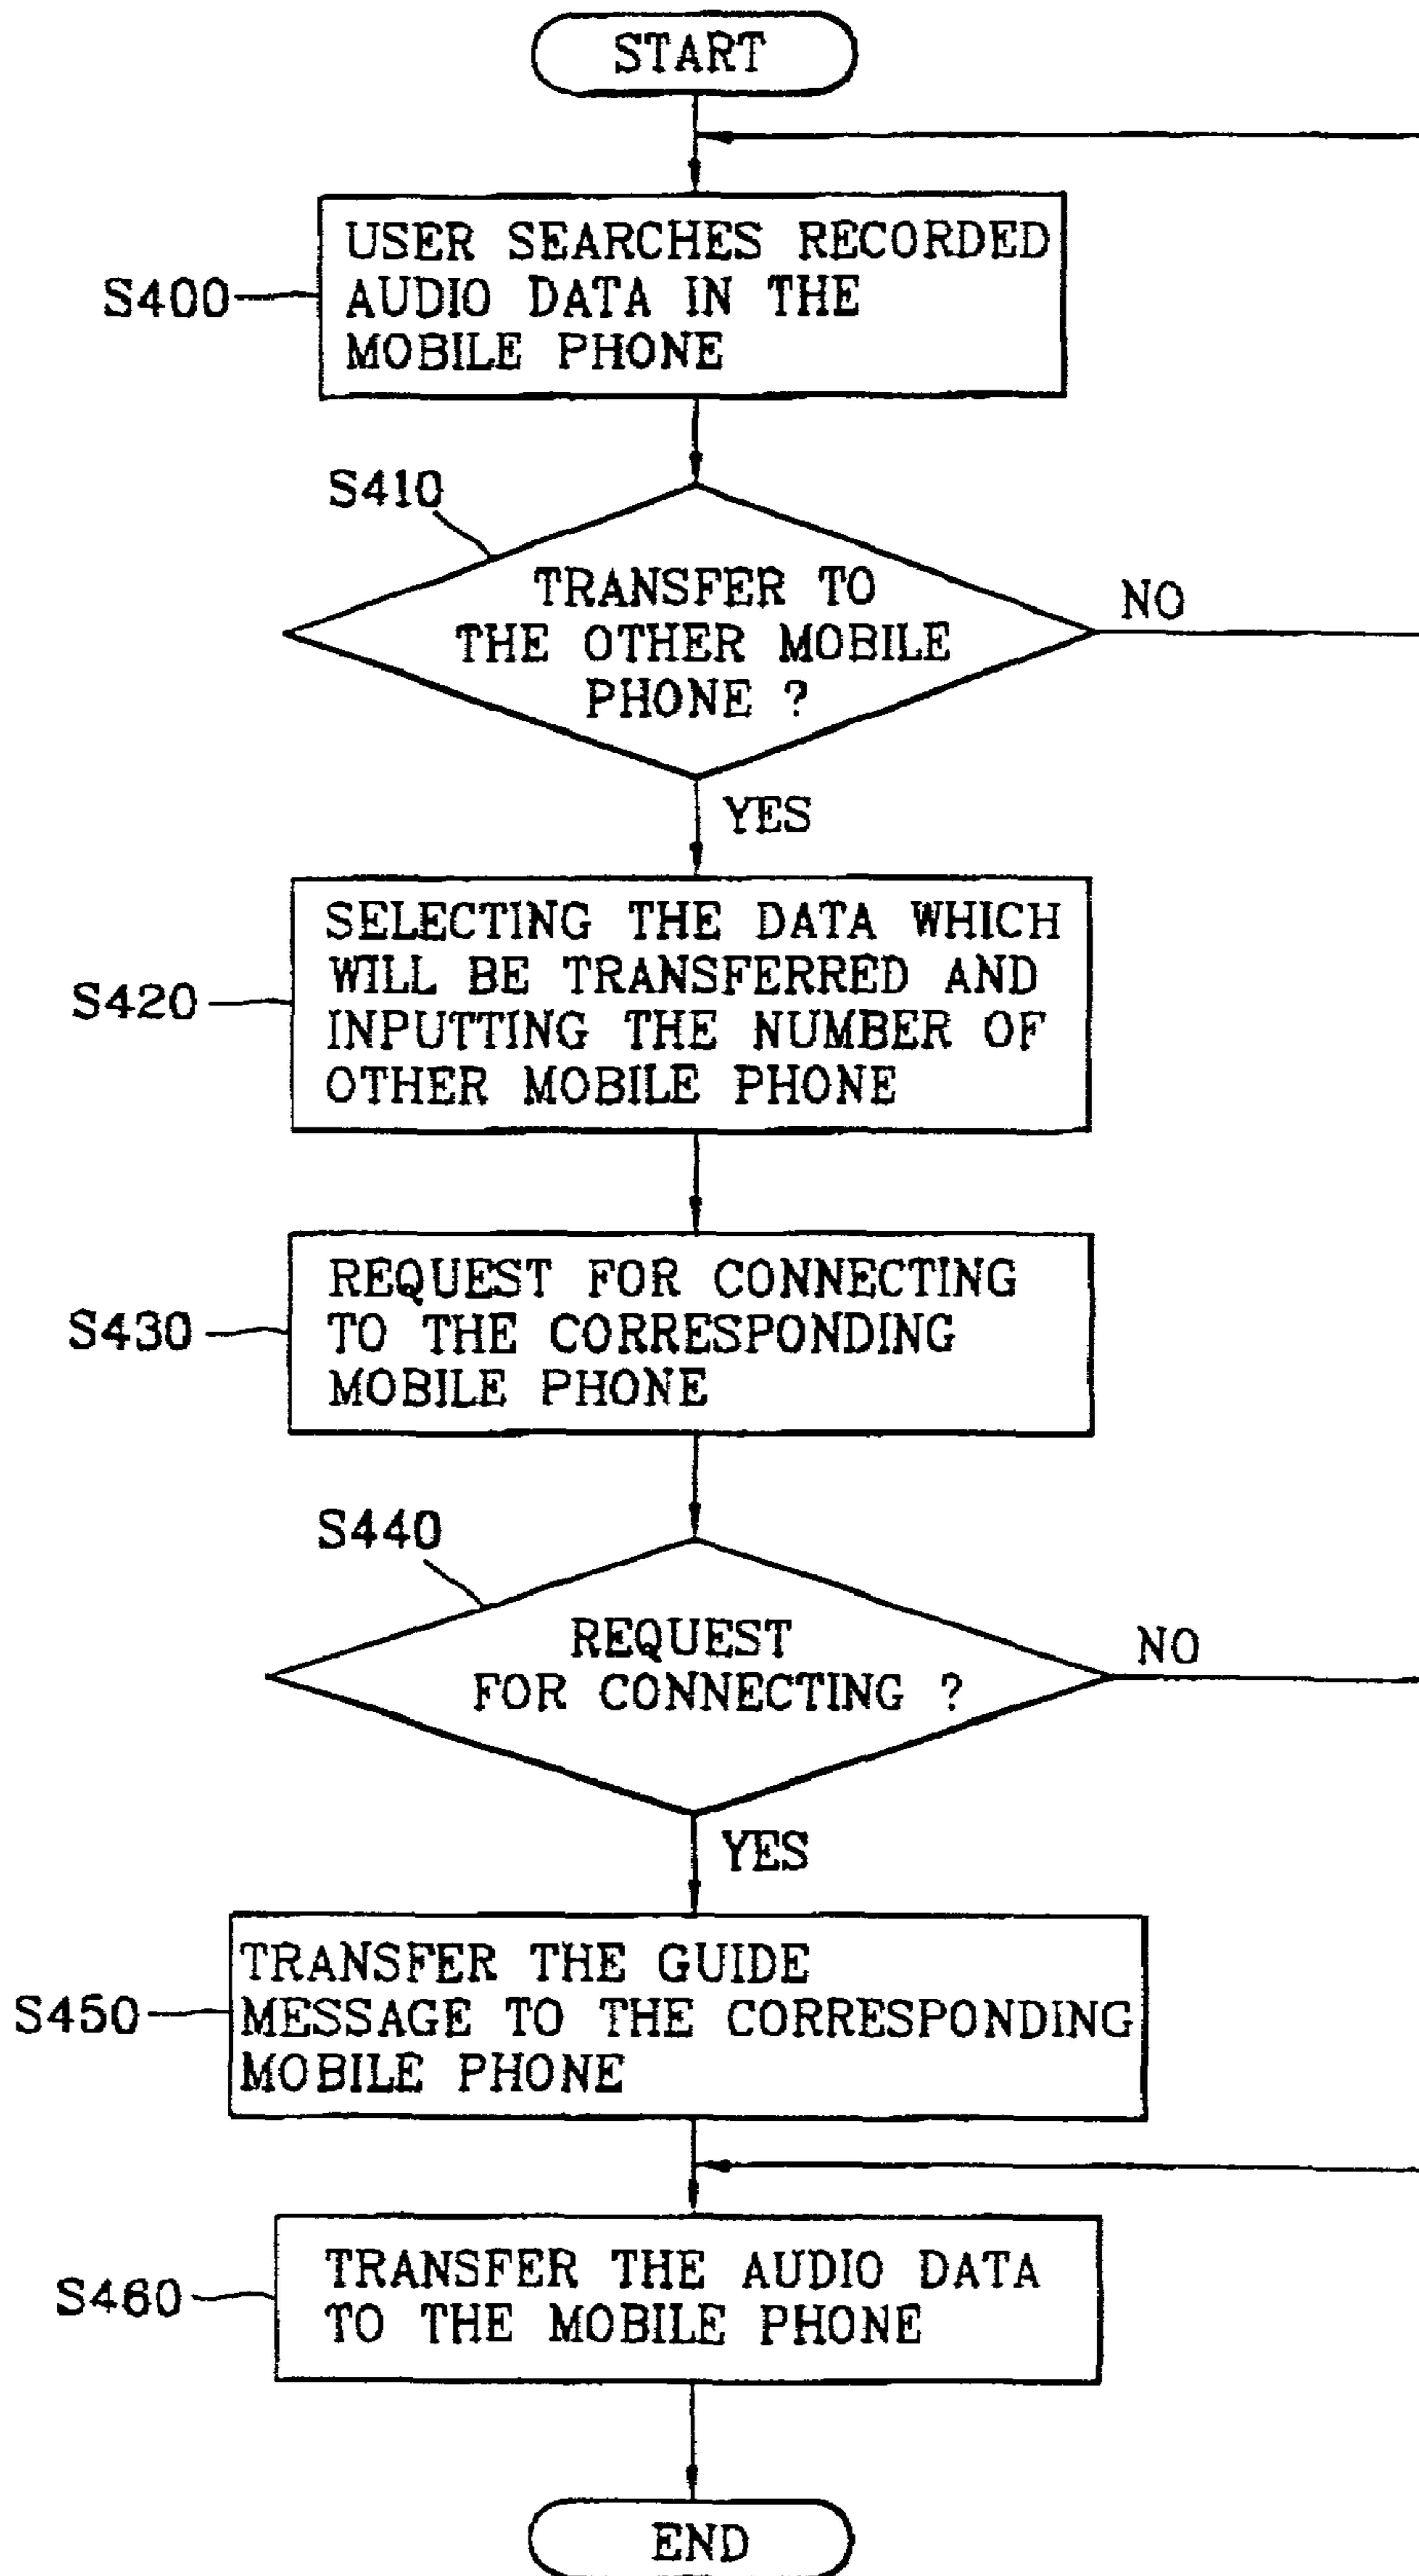 START
S400
USER SEARCHES RECORDED
AUDIO DATA IN THE
MOBILE PHONE
S410
TRANSFER TO
THE OTHER MOBILE
PHONE ?
NO
YES
S420
SELECTING THE DATA WHICH
WILL BE TRANSFERRED AND
INPUTTING THE NUMBER OF
OTHER MOBILE PHONE
S430
REQUEST FOR CONNECTING
TO THE CORRESPONDING
MOBILE PHONE
S440
REQUEST
FOR CONNECTING ?
NO
YES
S450
TRANSFER THE GUIDE
MESSAGE TO THE CORRESPONDING
MOBILE PHONE
S460
TRANSFER THE AUDIO DATA
TO THE MOBILE PHONE
END